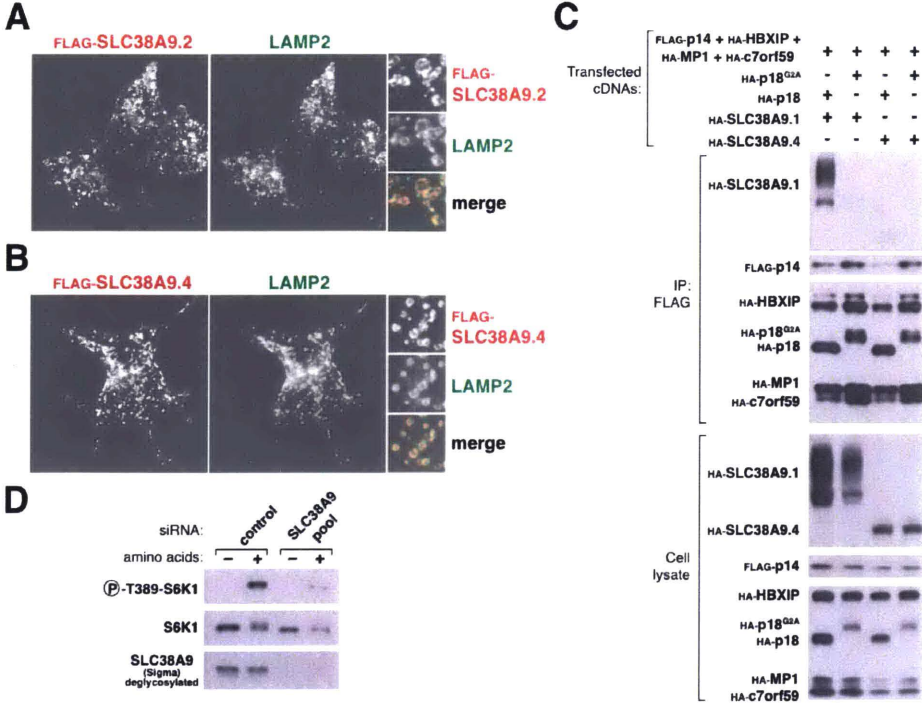 A
FLAG-SLC38A9.2
LAMP2
FLAG-
SLC38A9.2
LAMP2
merge
B
FLAG-SLC38A9.4
LAMP2
FLAG-
SLC38A9.4
LAMP2
merge
C
Transfected
cDNAs:
FLAG-p14 + HA-HBXIP +
HA-MP1 + HA-c7orf59
+ + + +
HA-p18G2A
- + - +
HA-p18
+ - + -
HA-SLC38A9.1
+ + - -
HA-SLC38A9.4
- - + +
IP:
FLAG
HA-SLC38A9.1
FLAG-p14
HA-HBXIP
HA-p18G2A
HA-p18
HA-MP1
HA-c7orf59
Cell
lysate
HA-SLC38A9.1
HA-SLC38A9.4
FLAG-p14
HA-HBXIP
HA-p18G2A
HA-p18
HA-MP1
HA-c7orf59
D
siRNA:
control
SLC38A9
pool
amino acids:
- + - +
Ⓟ-T389-S6K1
S6K1
SLC38A9
(Sigma)
deglycosylated